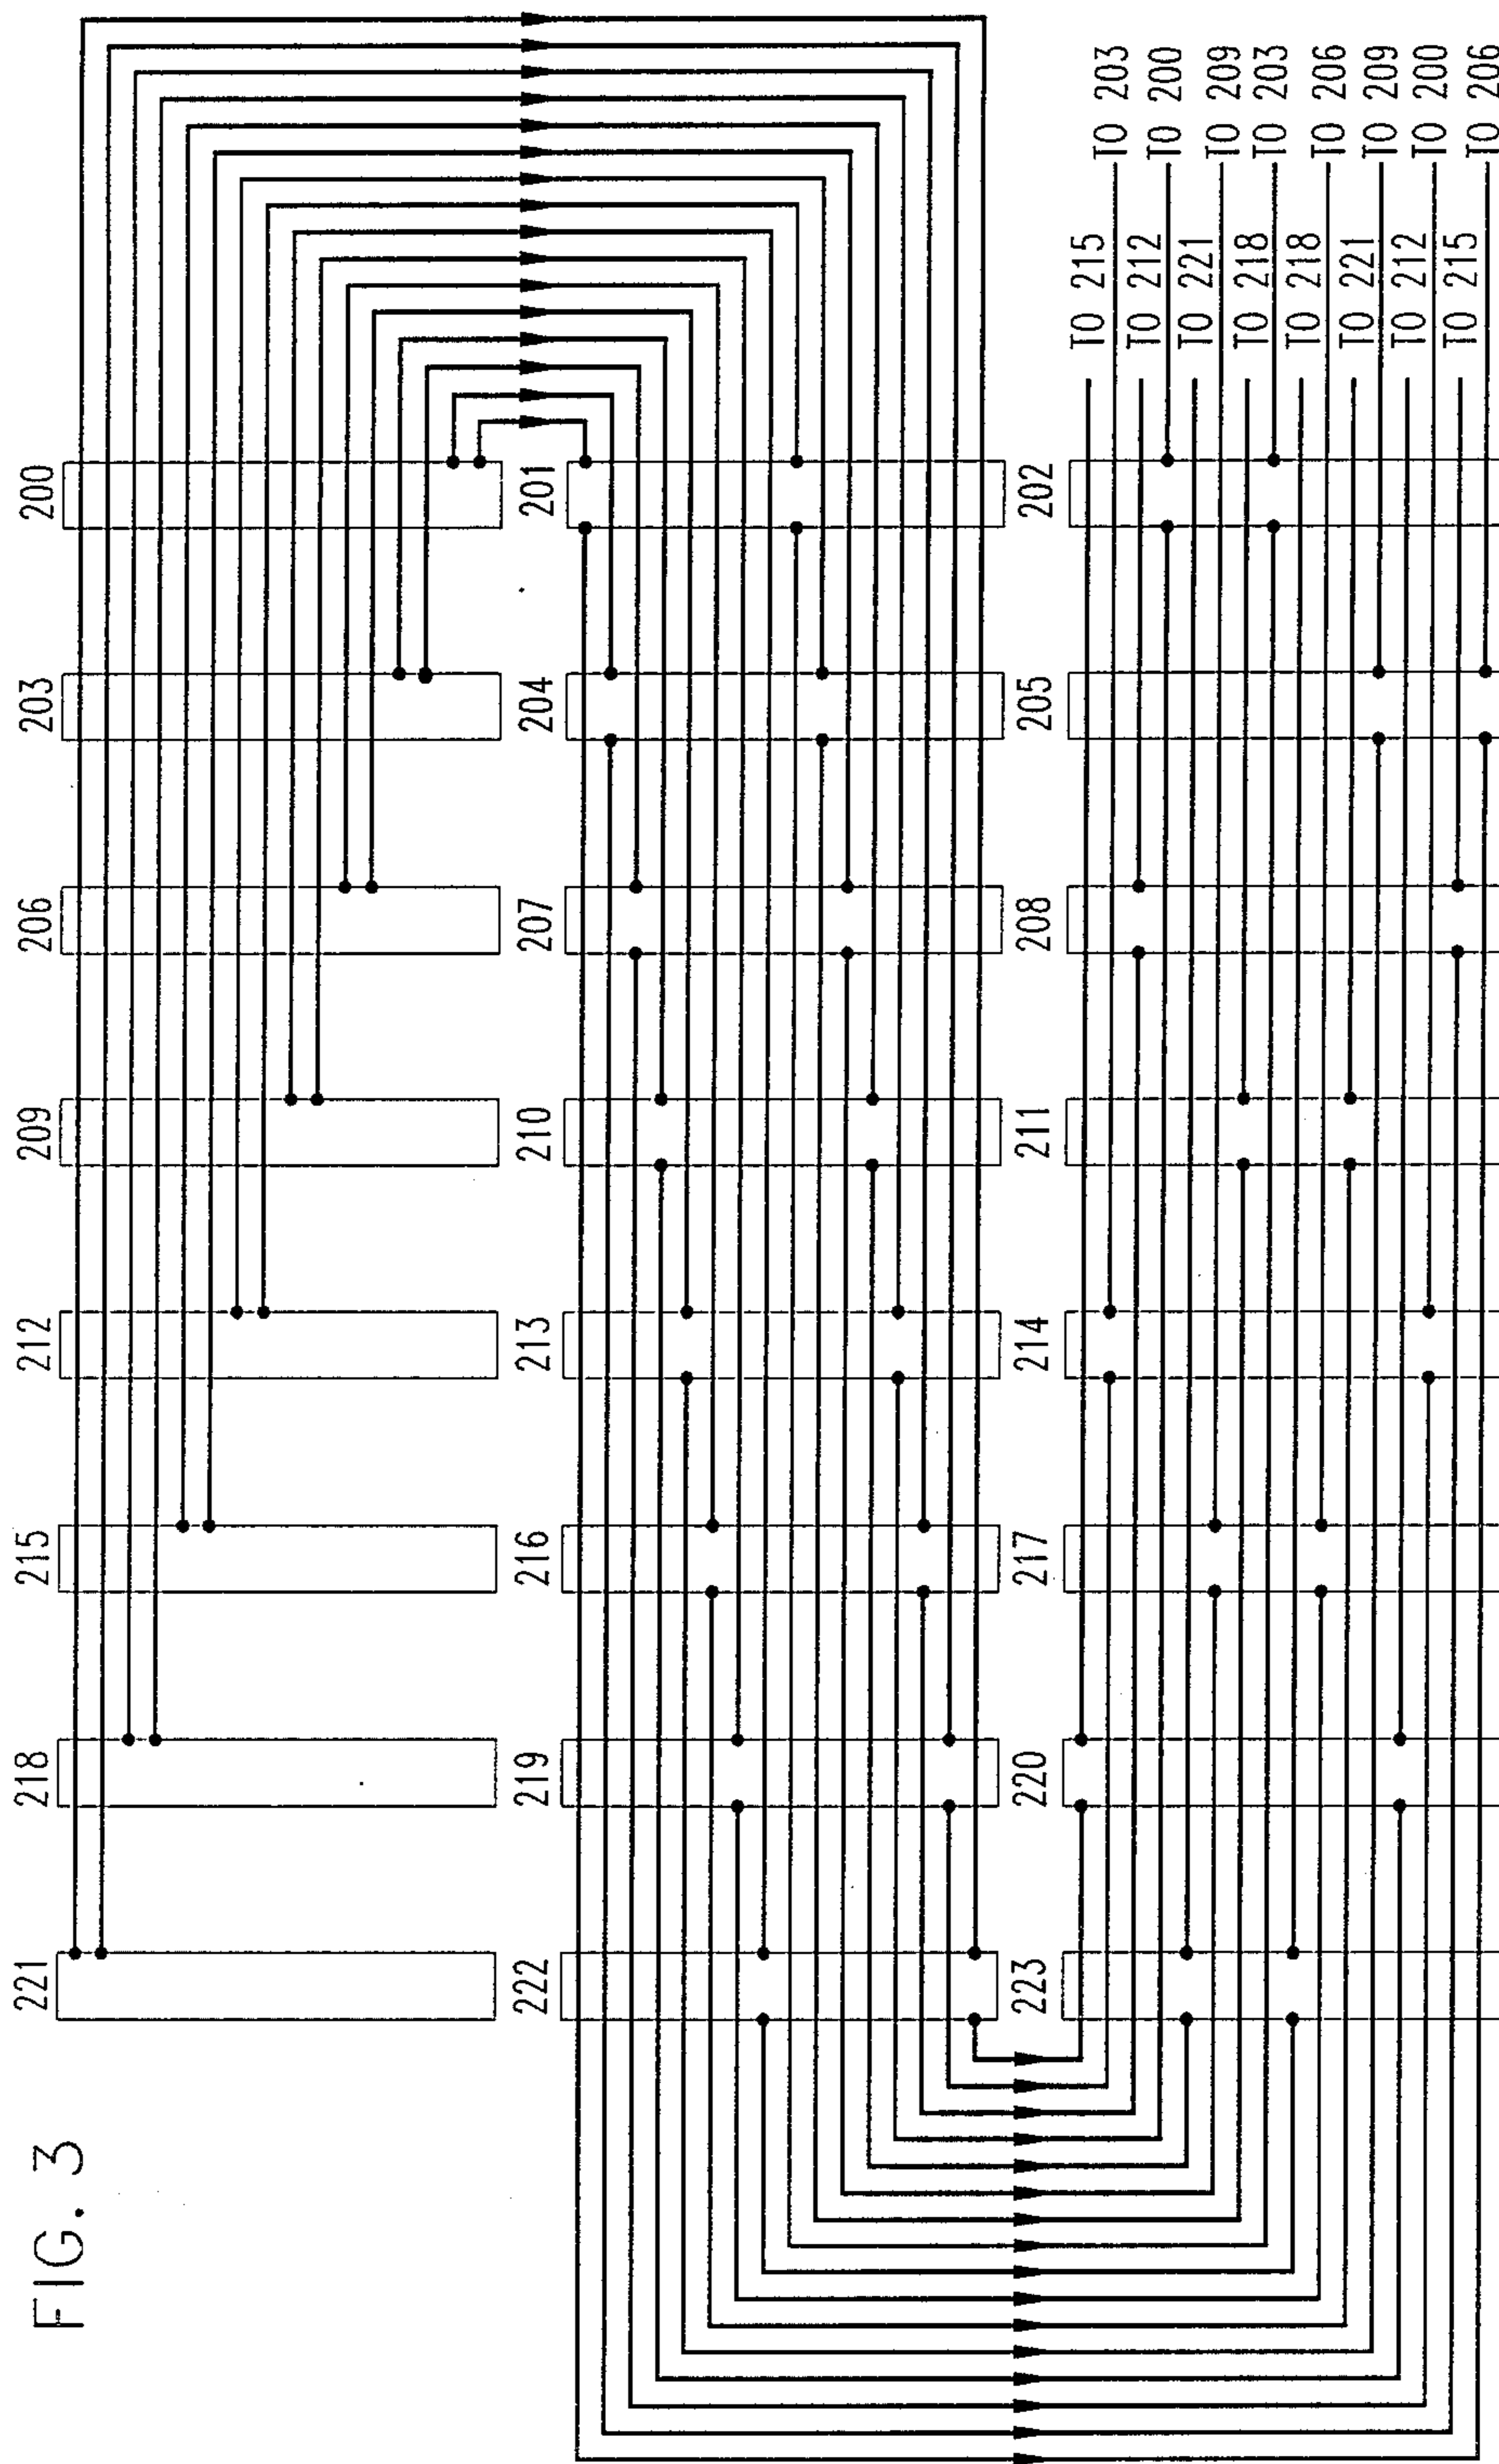 FIG. 3
221
218
215
212
209
206
203
200
222
219
216
213
210
207
204
201
223
220
217
214
211
208
205
202
TO 215
TO 203
TO 212
TO 200
TO 221
TO 209
TO 218
TO 203
TO 218
TO 206
TO 221
TO 209
TO 212
TO 200
TO 215
TO 206